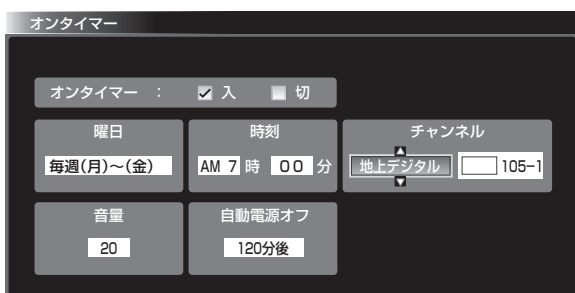 オンタイマー
オンタイマー : 入 切
曜日
毎週(月)~(金)
時刻
AM 7 時 00 分
チャンネル
地上デジタル 105-1
音量
20
自動電源オフ
120分後